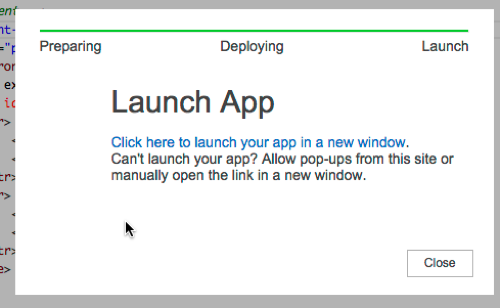 Preparing Deploying Launch
Launch App
Click here to launch your app in a new window.
Can't launch your app? Allow pop-ups from this site or
manually open the link in a new window.
Close